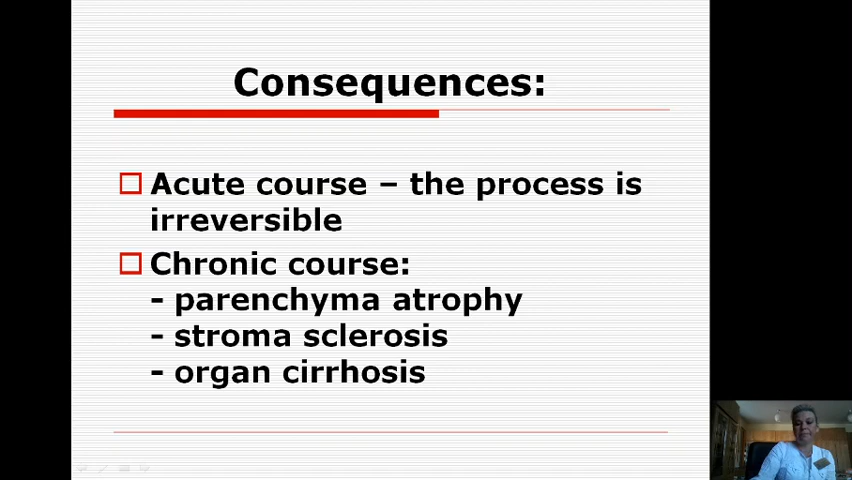 Consequences:
Acute course – the process is
irreversible
Chronic course:
- parenchyma atrophy
- stroma sclerosis
- organ cirrhosis